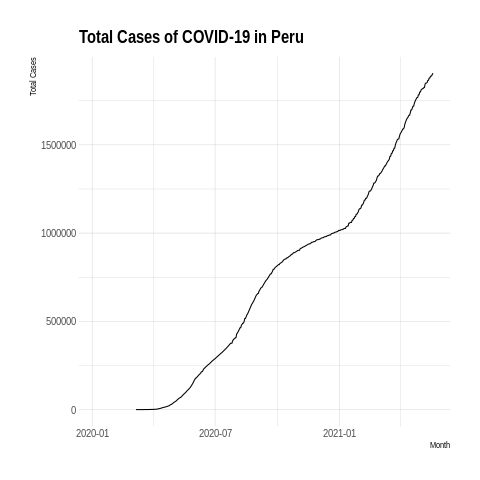 Total Cases of COVID-19 in Peru
Total Cases
1500000
1000000
500000
0
2020-01 2020-07 2021-01
Month